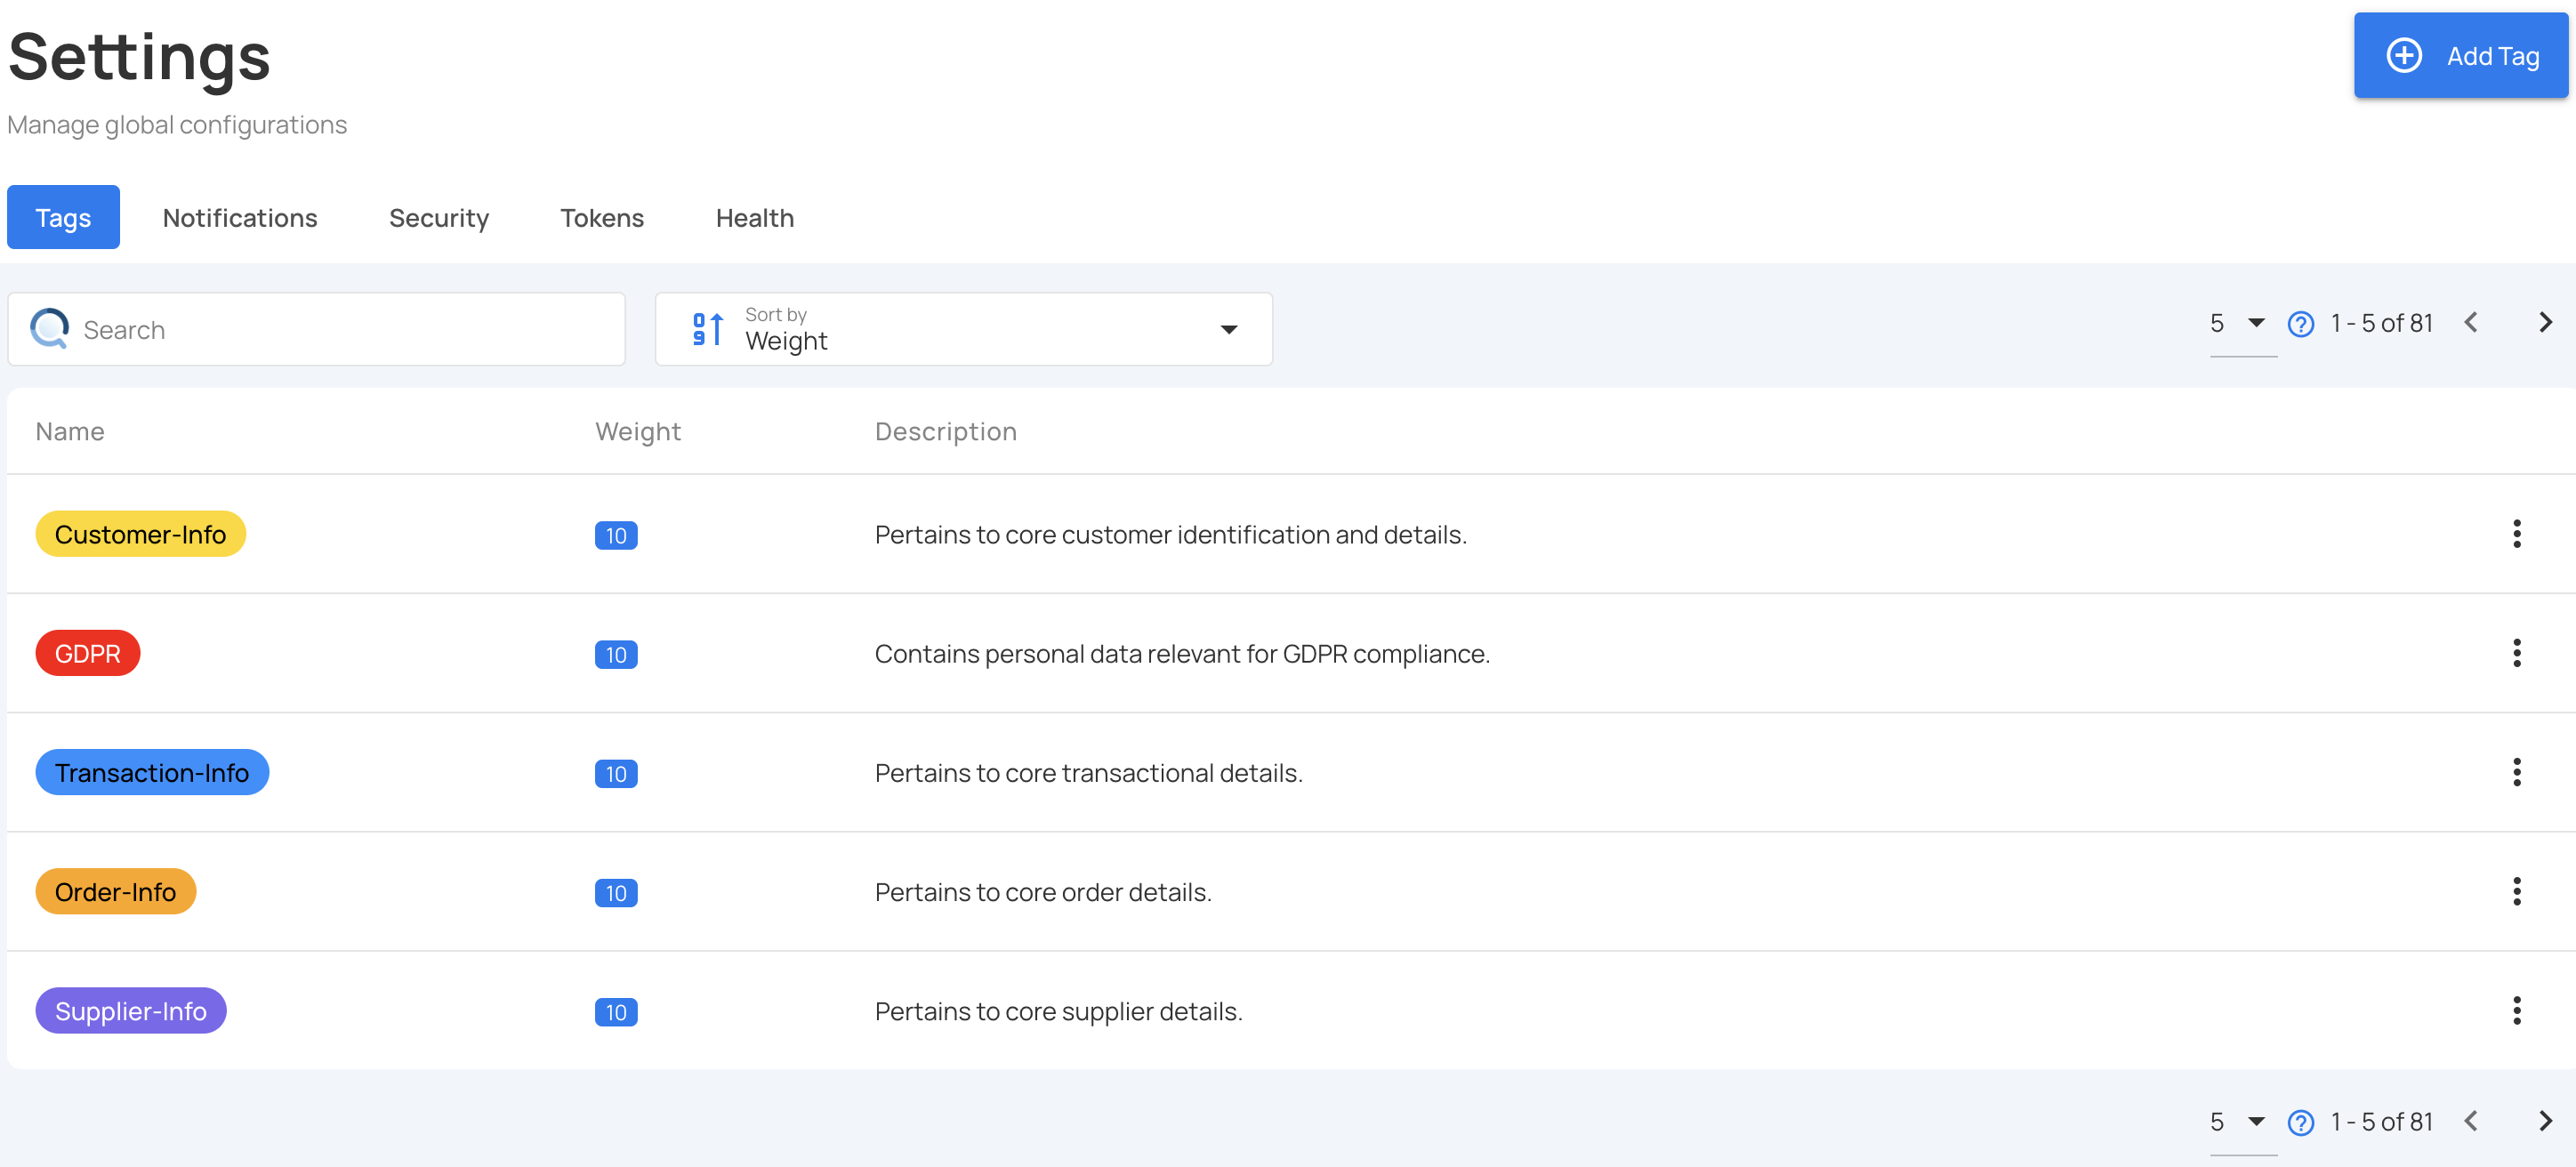 Settings
Add Tag
Manage global configurations
Tags Notifications Security Tokens Health
Search
Sort by
Weight
5 1 - 5 of 81
Name Weight Description
Customer-Info 10 Pertains to core customer identification and details.
GDPR 10 Contains personal data relevant for GDPR compliance.
Transaction-Info 10 Pertains to core transactional details.
Order-Info 10 Pertains to core order details.
Supplier-Info 10 Pertains to core supplier details.
5 1 - 5 of 81